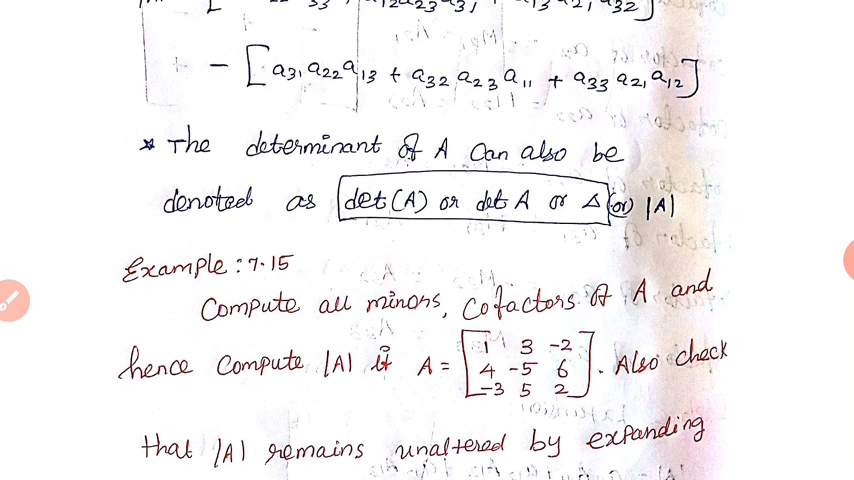 - [a31 a22 a13 + a32 a23 a11 + a33 a21 a12]
* The determinant of A can also be
denoted as det(A) or det A or Δ (or) |A|
Example : 7.15
Compute all minors, cofactors of A and
hence compute |A| if A = [1 3 -2
4 -5 6
-3 5 2]. Also check
that |A| remains unaltered by expanding